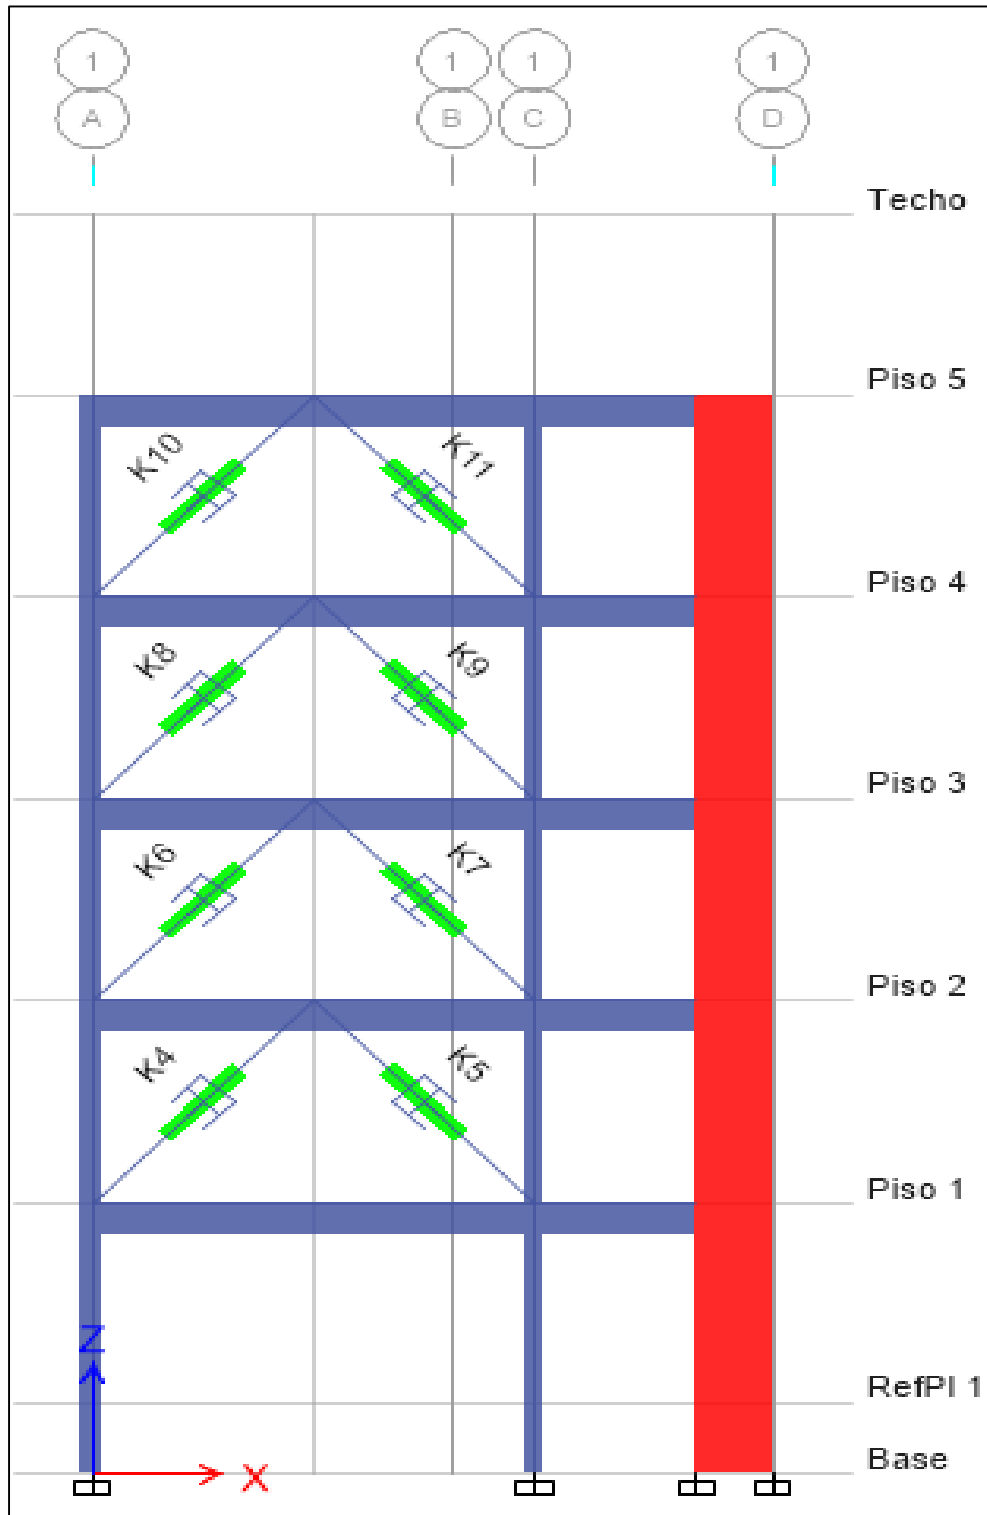 1 1 1 1
A B C D
Techo
Piso 5
K10 K11
Piso 4
K8 K9
Piso 3
K6 K7
Piso 2
K4 K5
Piso 1
Z
RefPl 1
X
Base